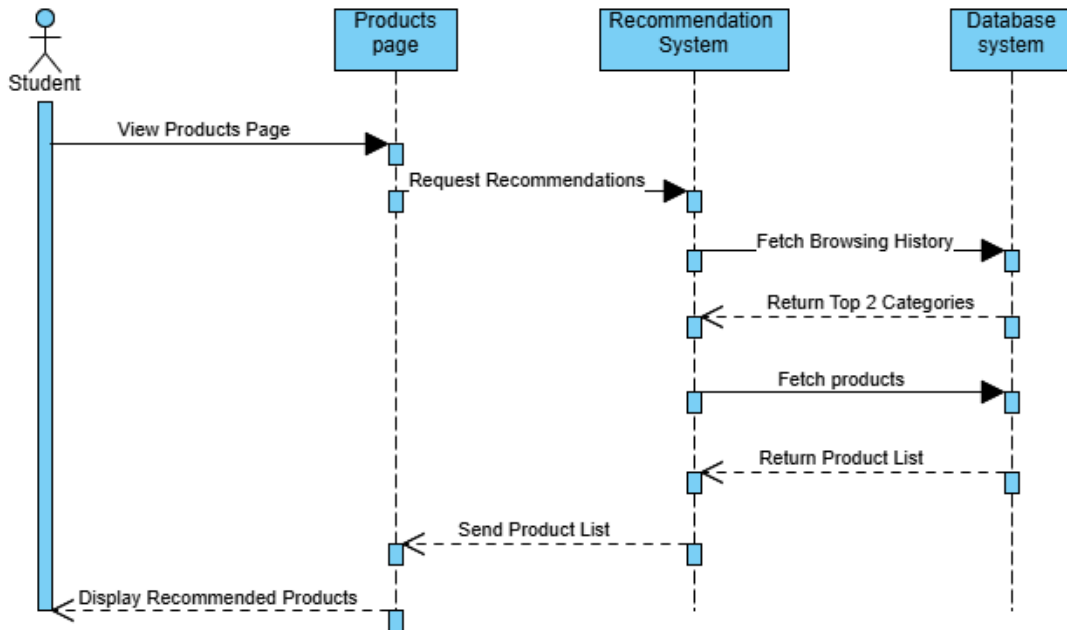 Products
page
Recommendation
System
Database
system
Student
View Products Page
Request Recommendations
Fetch Browsing History
Return Top 2 Categories
Fetch products
Return Product List
Send Product List
Display Recommended Products